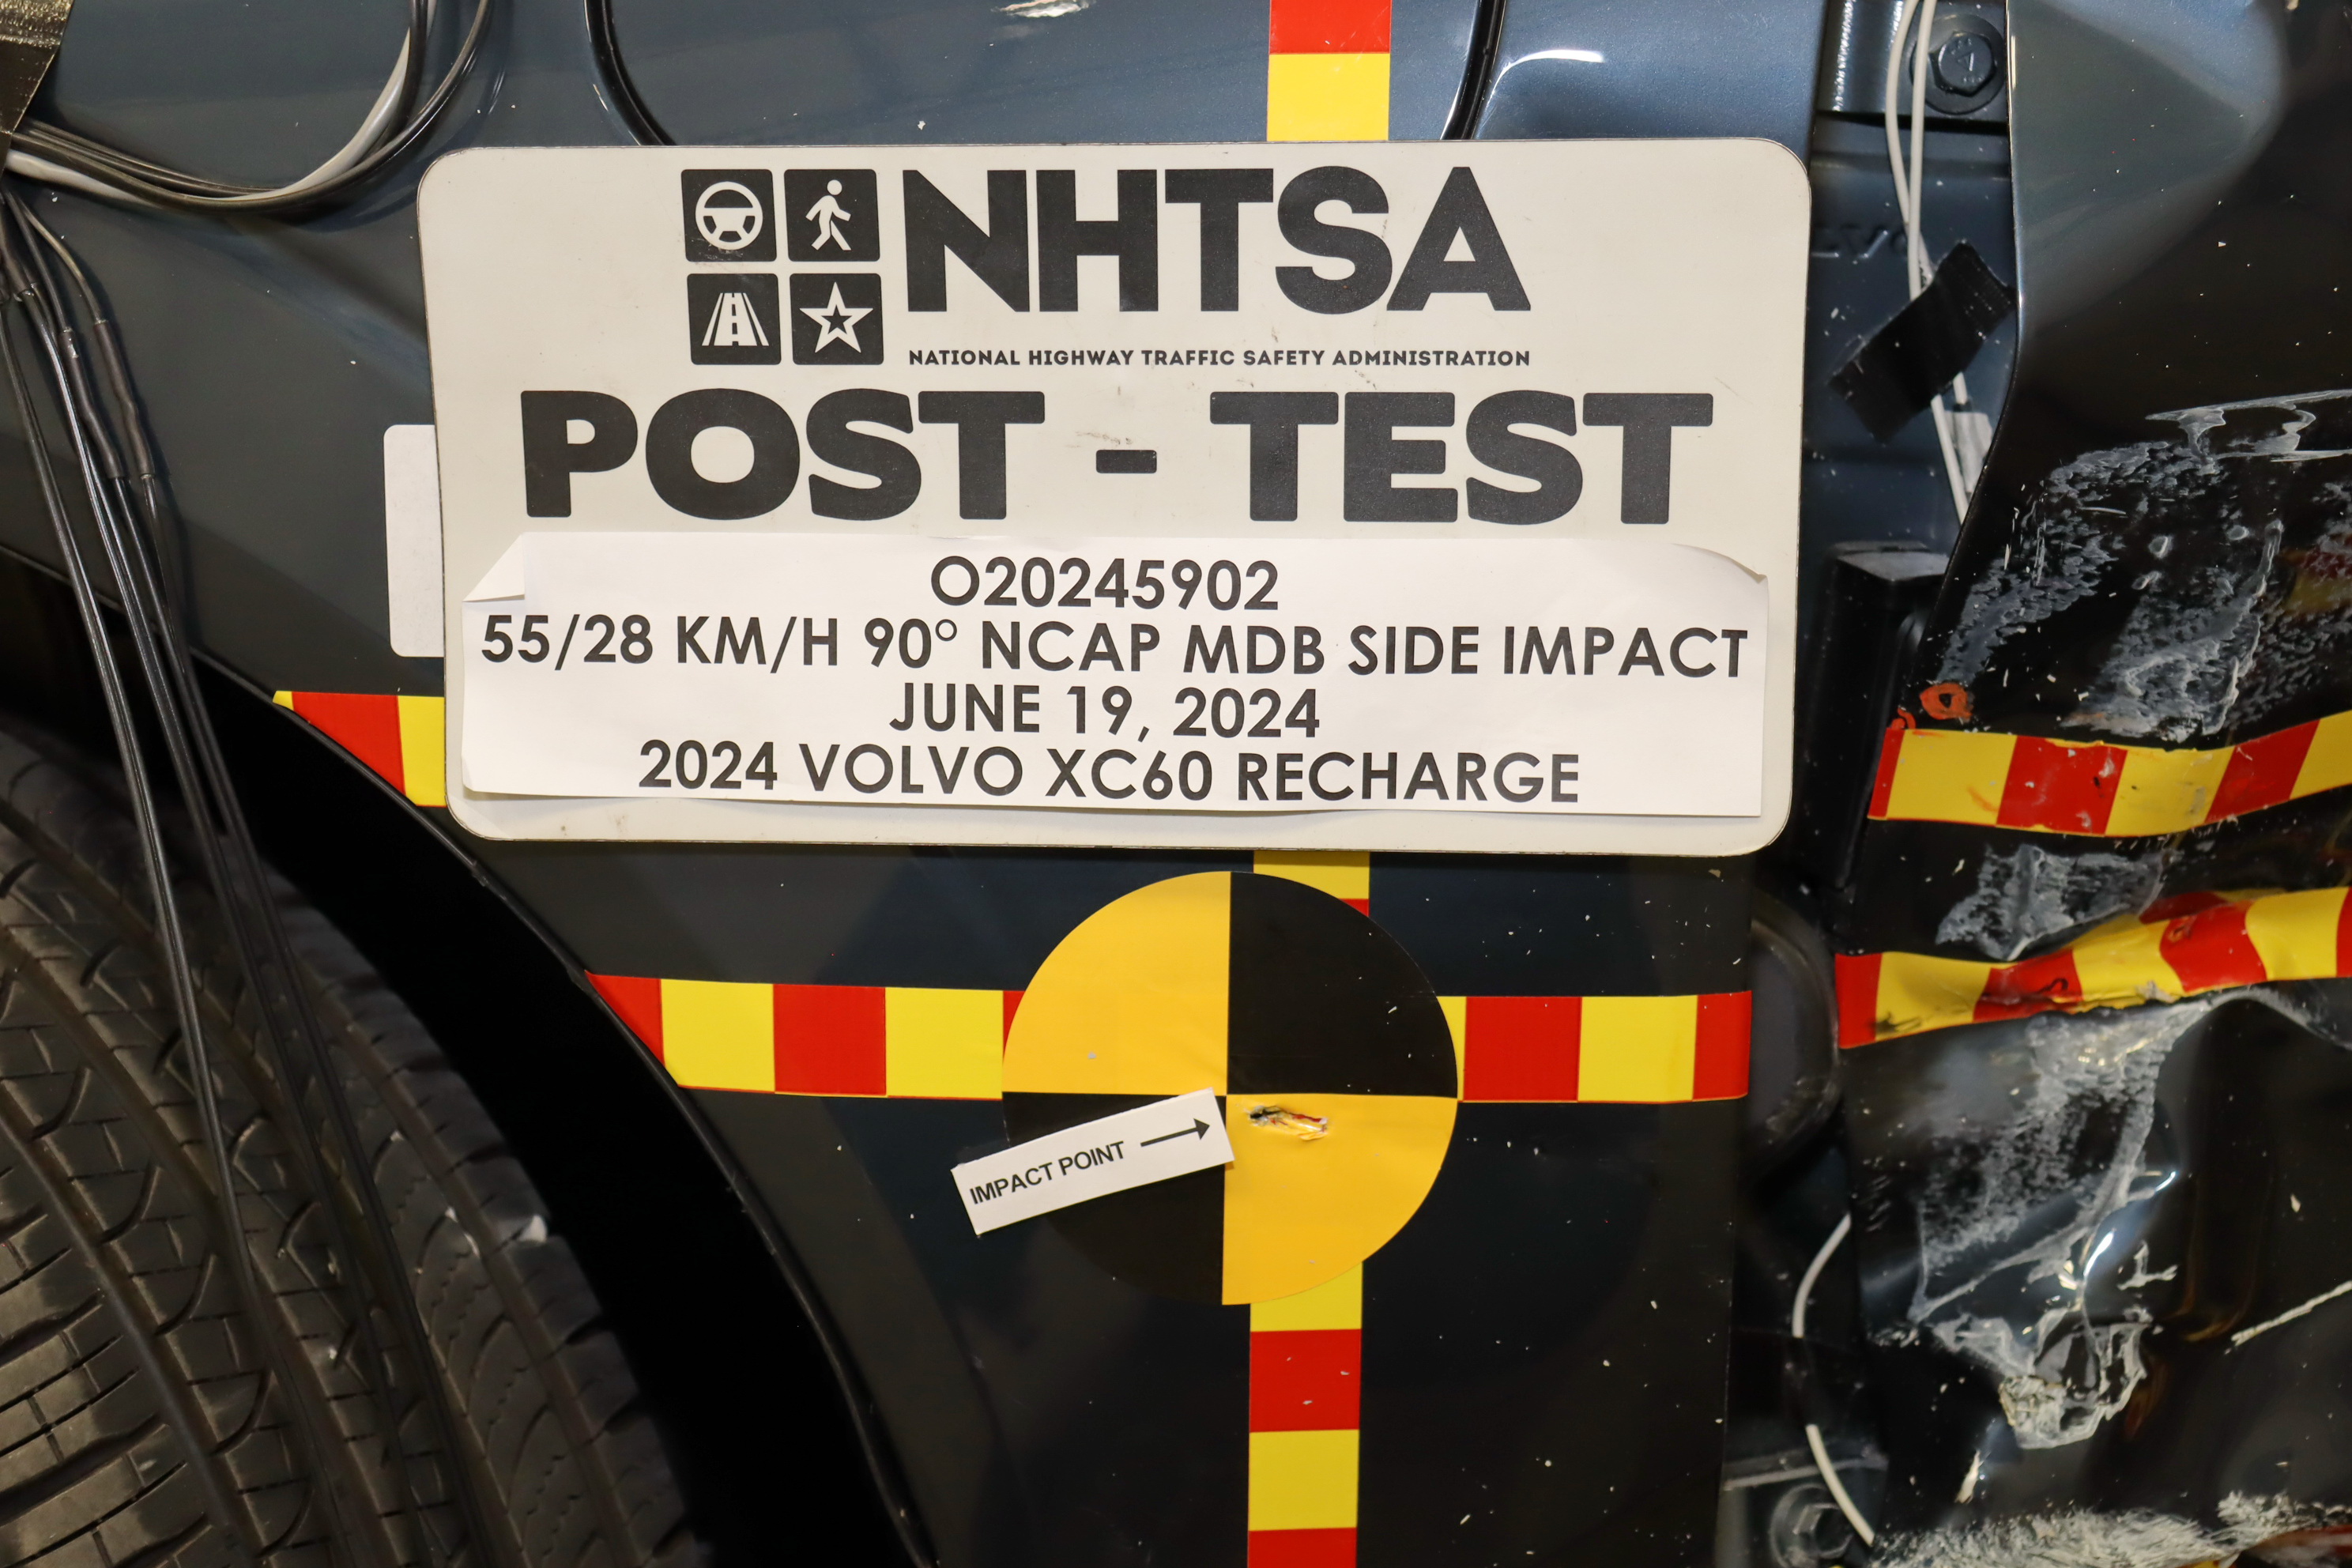 NHTSA
NATIONAL HIGHWAY TRAFFIC SAFETY ADMINISTRATION
POST - TEST
O20245902
55/28 KM/H 90° NCAP MDB SIDE IMPACT
JUNE 19, 2024
2024 VOLVO XC60 RECHARGE
IMPACT POINT →